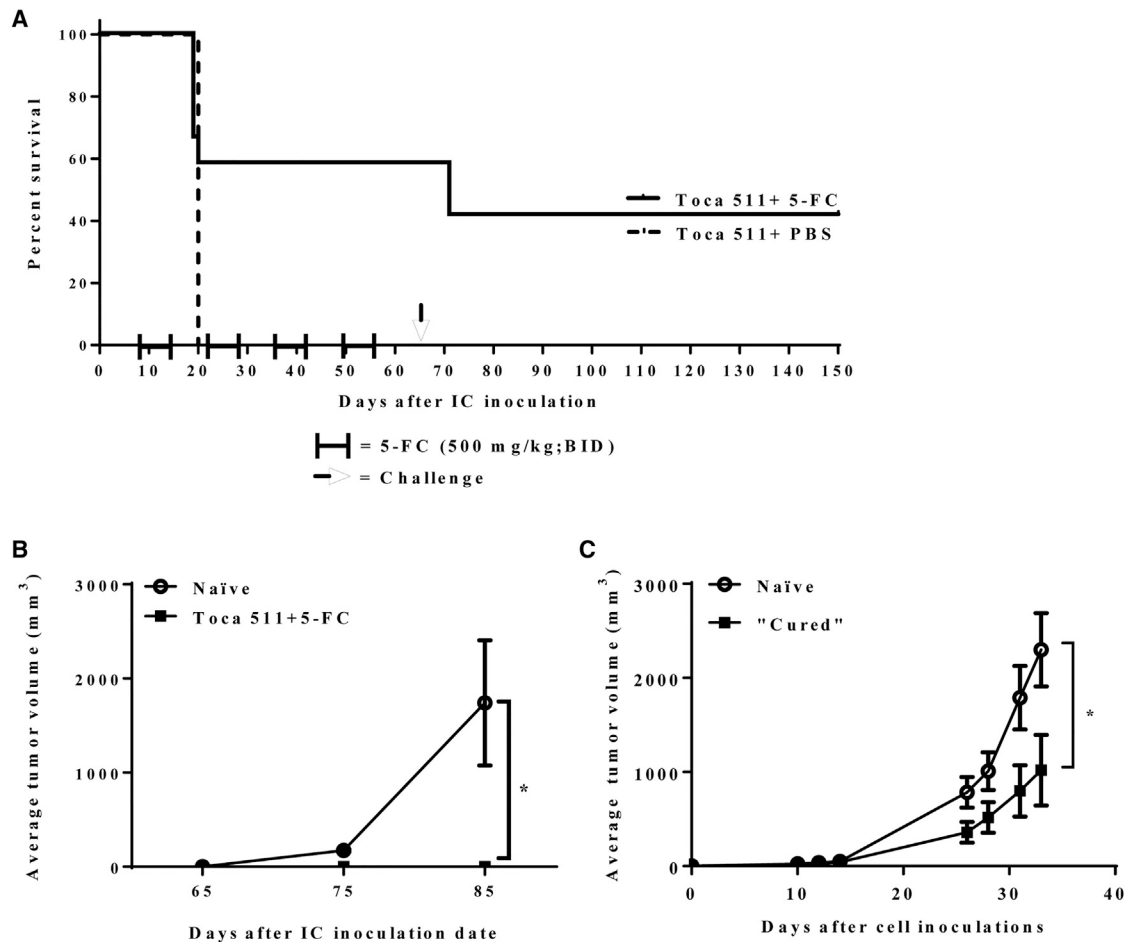 A
Percent survival
100
80
60
40
20
0
0 10 20 30 40 50 60 70 80 90 100 110 120 130 140 150
Days after IC inoculation
Toca 511+ 5-FC
Toca 511+ PBS
= 5-FC (500 mg/kg;BID)
= Challenge
B
Average tumor volume (mm3)
3000
2000
1000
0
Naïve
Toca 511+5-FC
*
65 75 85
Days after IC inoculation date
C
Average tumor volume (mm3)
3000
2000
1000
0
Naïve
"Cured"
*
0 10 20 30 40
Days after cell inoculations